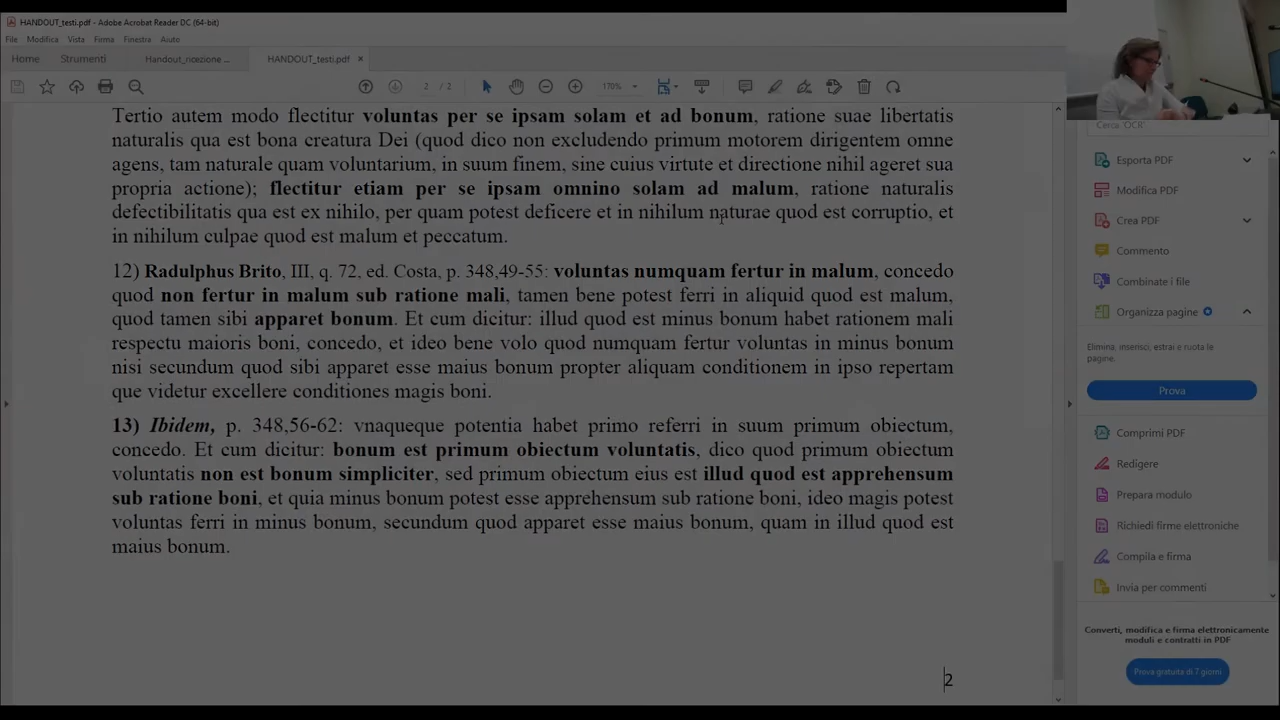 HANDOUT_testi.pdf - Adobe Acrobat Reader DC (64-bit)
File Modifica Vista Firma Finestra Aiuto
Home Strumenti Handout_ricezione ... HANDOUT_testi.pdf ×
2 / 2 170%
Tertio autem modo flectitur voluntas per se ipsam solam et ad bonum, ratione suae libertatis
naturalis qua est bona creatura Dei (quod dico non excludendo primum motorem dirigentem omne
agens, tam naturale quam voluntarium, in suum finem, sine cuius virtute et directione nihil ageret sua
propria actione); flectitur etiam per se ipsam omnino solam ad malum, ratione naturalis
defectibilitatis qua est ex nihilo, per quam potest deficere et in nihilum naturae quod est corruptio, et
in nihilum culpae quod est malum et peccatum.
12) Radulphus Brito, III, q. 72, ed. Costa, p. 348,49-55: voluntas numquam fertur in malum, concedo
quod non fertur in malum sub ratione mali, tamen bene potest ferri in aliquid quod est malum,
quod tamen sibi apparet bonum. Et cum dicitur: illud quod est minus bonum habet rationem mali
respectu maioris boni, concedo, et ideo bene volo quod numquam fertur voluntas in minus bonum
nisi secundum quod sibi apparet esse maius bonum propter aliquam conditionem in ipso repertam
que videtur excellere conditiones magis boni.
13) Ibidem, p. 348,56-62: vnaqueque potentia habet primo referri in suum primum obiectum,
concedo. Et cum dicitur: bonum est primum obiectum voluntatis, dico quod primum obiectum
voluntatis non est bonum simpliciter, sed primum obiectum eius est illud quod est apprehensum
sub ratione boni, et quia minus bonum potest esse apprehensum sub ratione boni, ideo magis potest
voluntas ferri in minus bonum, secundum quod apparet esse maius bonum, quam in illud quod est
maius bonum.
2
Cerca 'OCR'
Esporta PDF
Modifica PDF
Crea PDF
Commento
Combinate i file
Organizza pagine
Elimina, inserisci, estrai e ruota le
pagine.
Prova
Comprimi PDF
Redigere
Prepara modulo
Richiedi firme elettroniche
Compila e firma
Invia per commenti
Converti, modifica e firma elettronicamente
moduli e contratti in PDF
Prova gratuita di 7 giorni